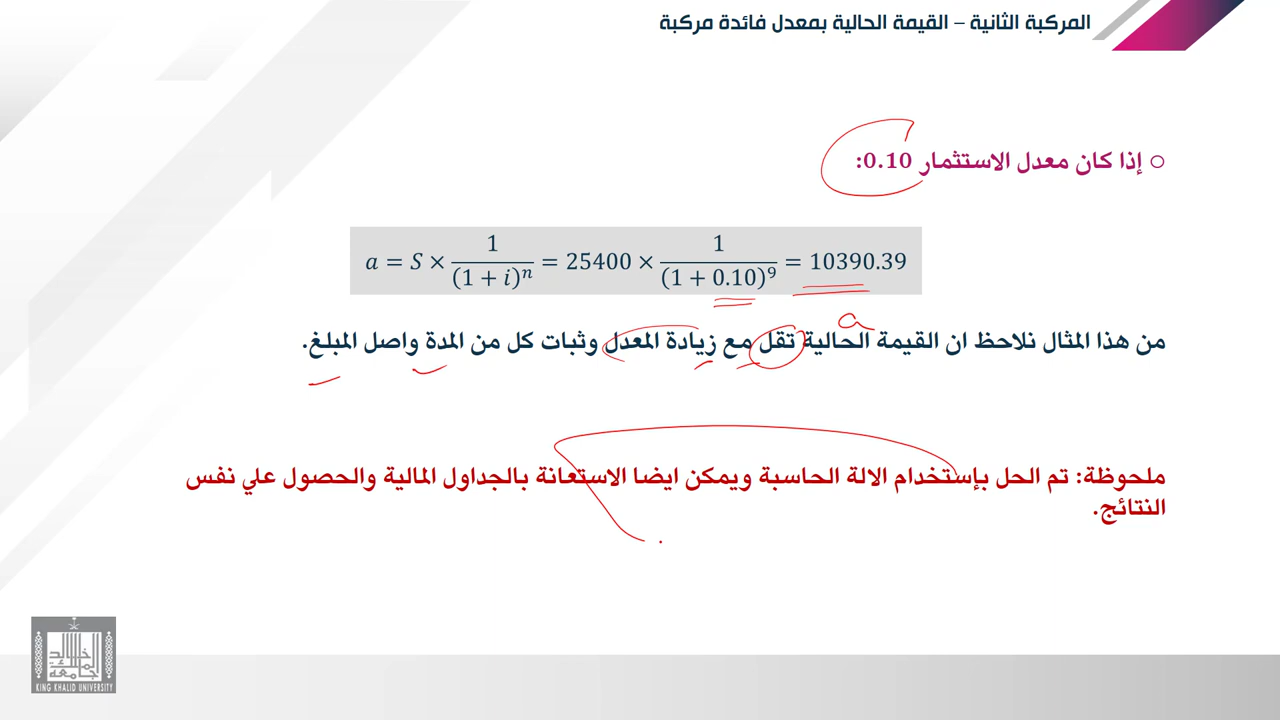 المركبة الثانية – القيمة الحالية بمعدل فائدة مركبة
○ إذا كان معدل الاستثمار 0.10:
a = S × 1/(1 + i)^n = 25400 × 1/(1 + 0.10)^9 = 10390.39
a
من هذا المثال نلاحظ ان القيمة الحالية تقل مع زيادة المعدل وثبات كل من المدة واصل المبلغ.
ملحوظة: تم الحل بإستخدام الالة الحاسبة ويمكن ايضا الاستعانة بالجداول المالية والحصول علي نفس
النتائج.
جامعة الملك خالد
KING KHALID UNIVERSITY